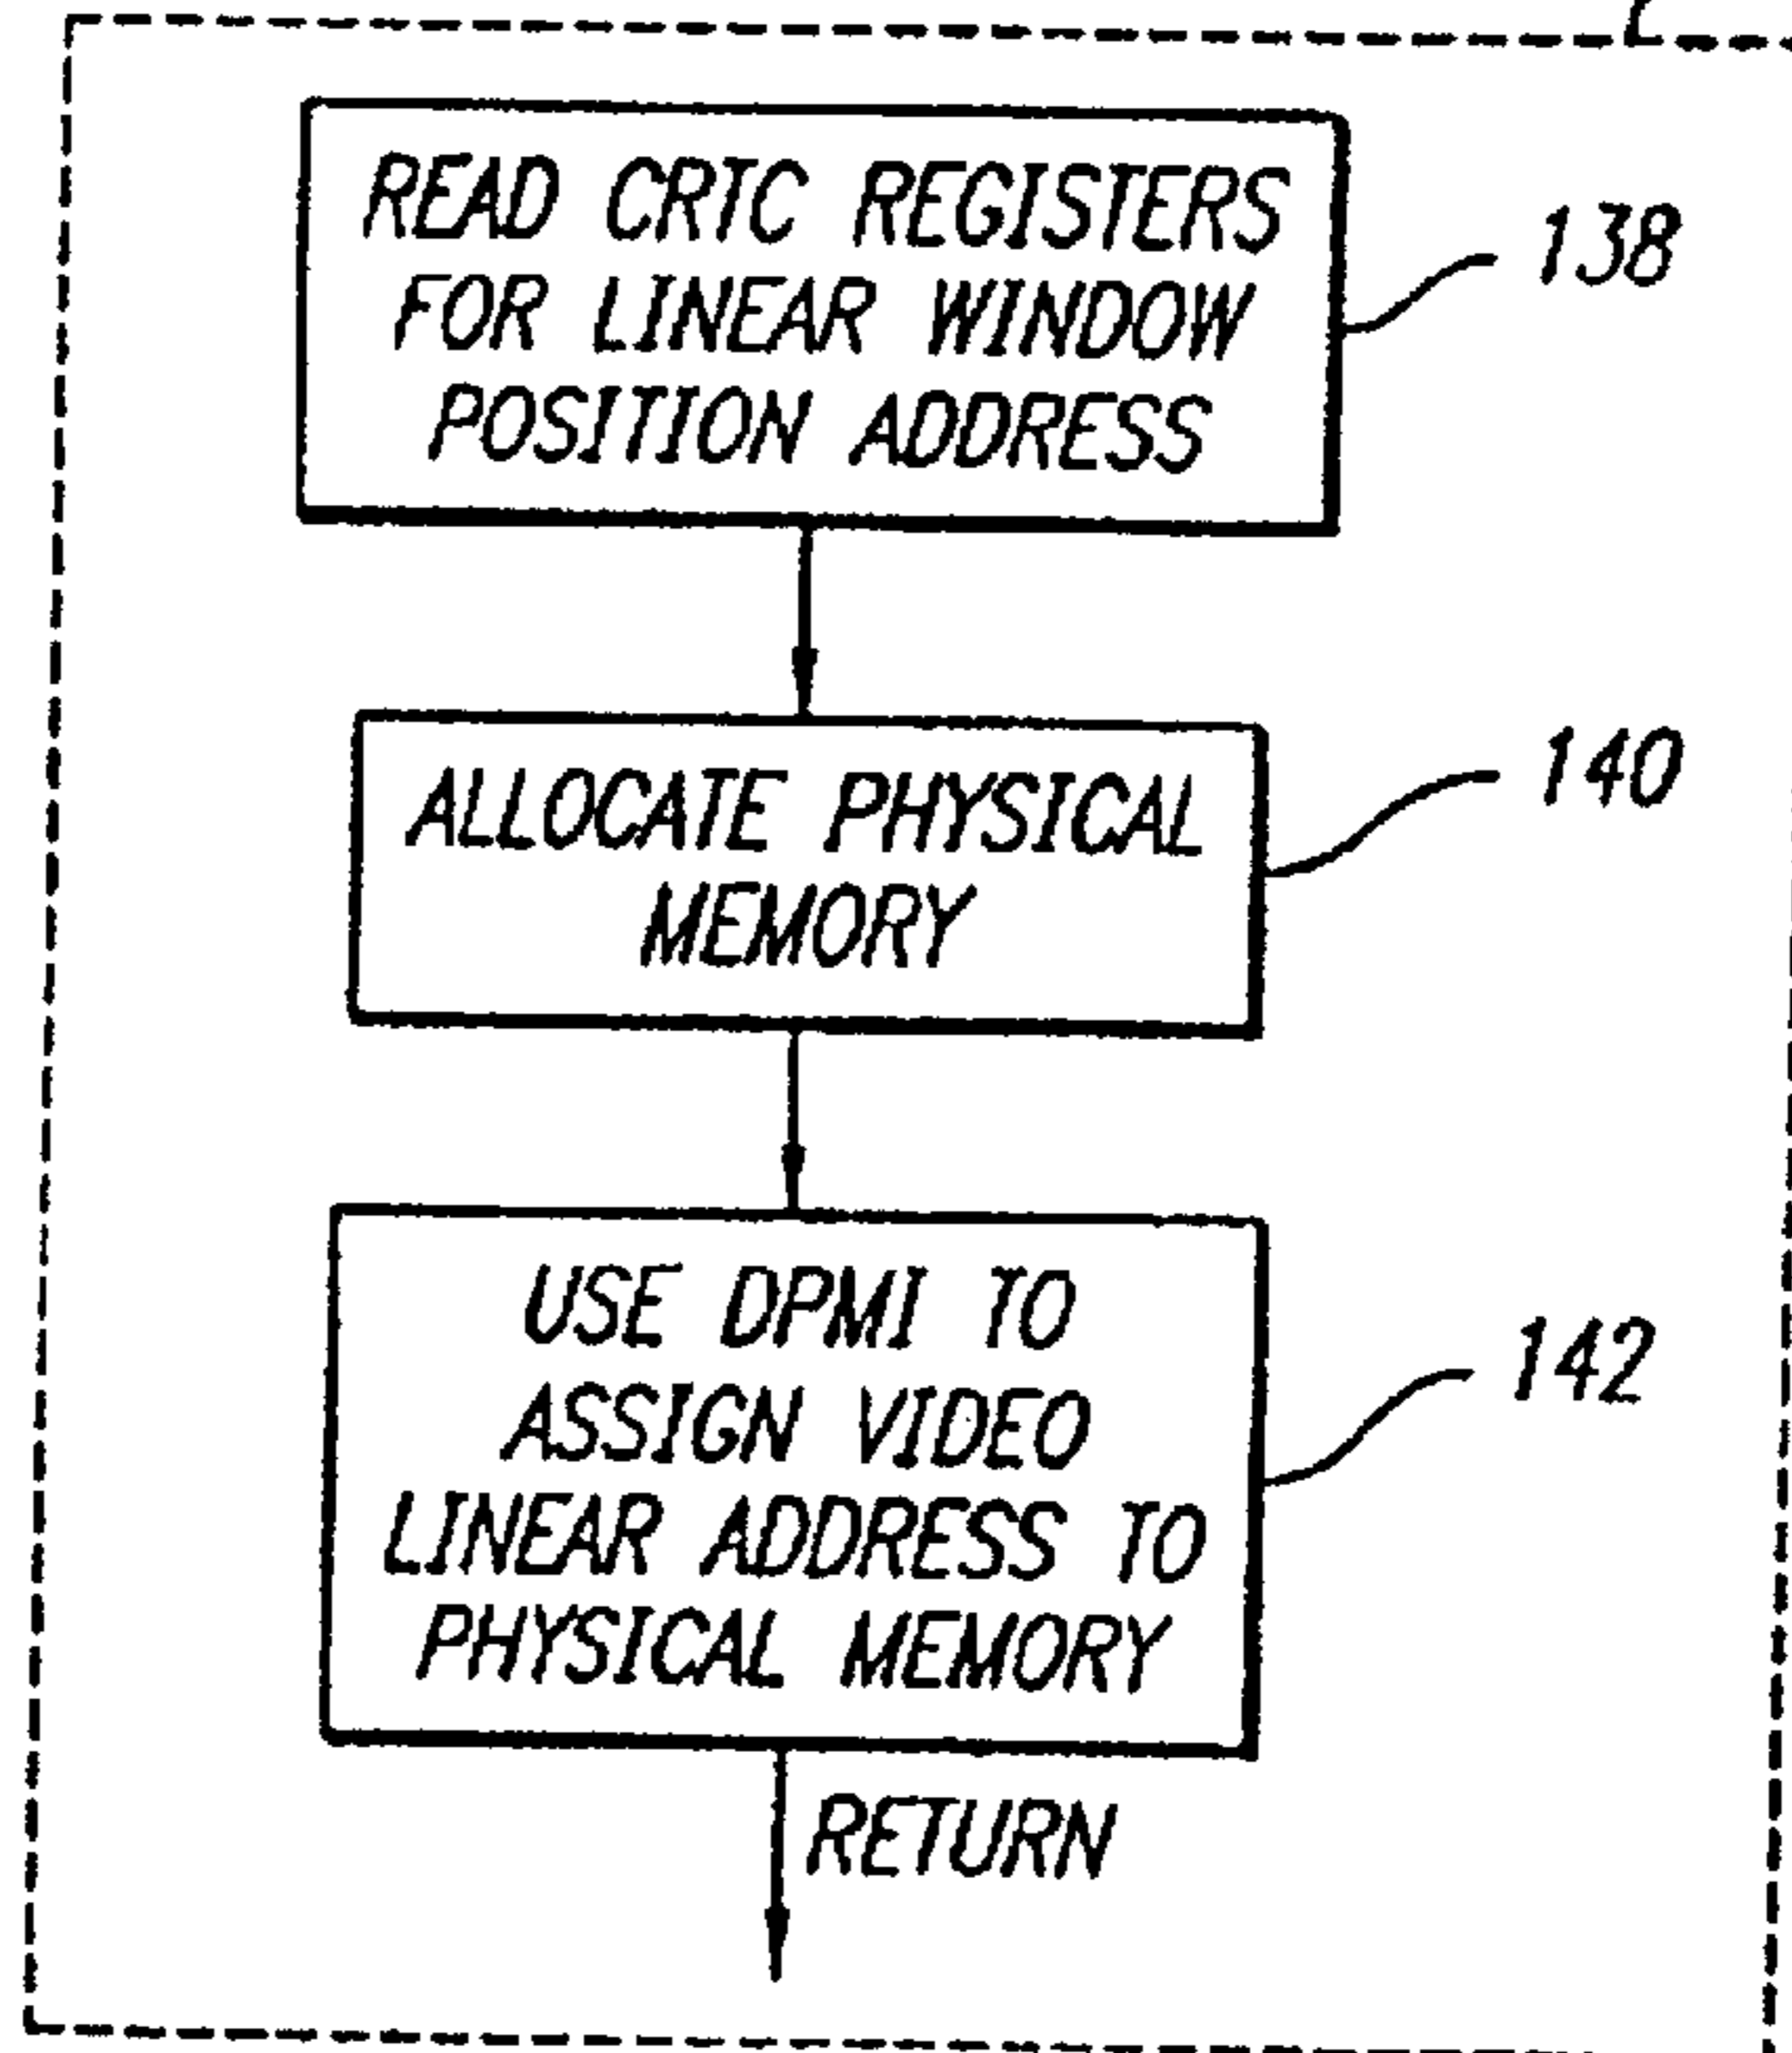 READ CRTC REGISTERS
FOR LINEAR WINDOW
POSITION ADDRESS
138
ALLOCATE PHYSICAL
MEMORY
140
USE DPMI TO
ASSIGN VIDEO
LINEAR ADDRESS TO
PHYSICAL MEMORY
142
RETURN